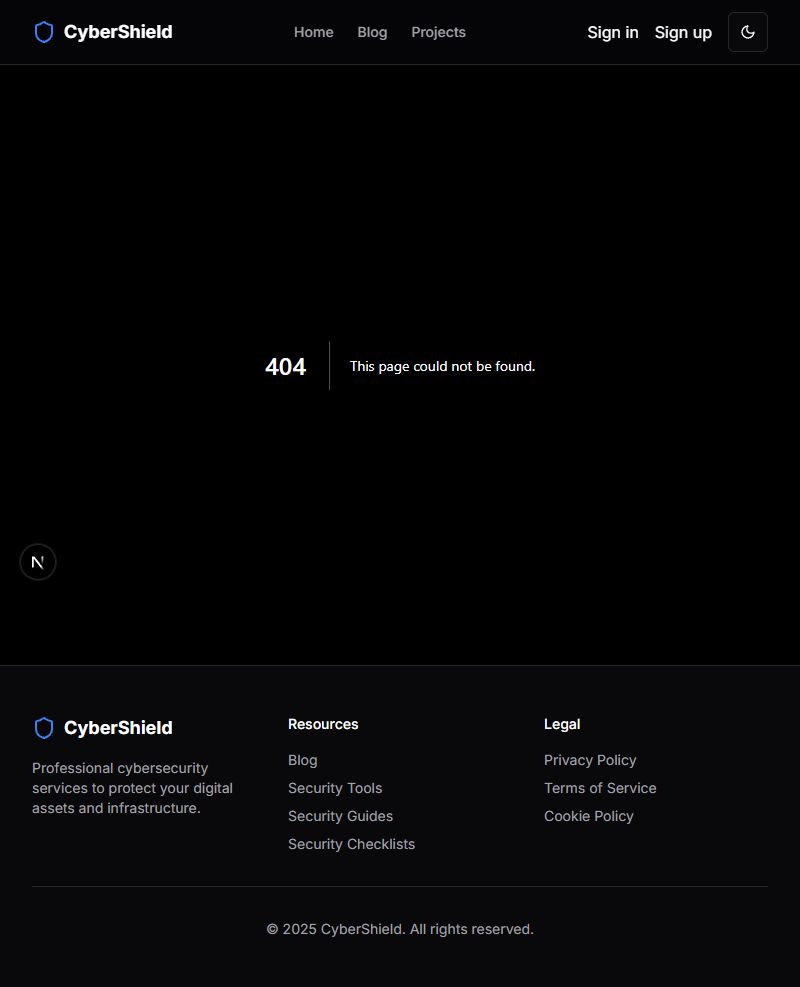 CyberShield
Home Blog Projects
Sign in Sign up
404
This page could not be found.
N
CyberShield
Professional cybersecurity
services to protect your digital
assets and infrastructure.
Resources
Blog
Security Tools
Security Guides
Security Checklists
Legal
Privacy Policy
Terms of Service
Cookie Policy
© 2025 CyberShield. All rights reserved.